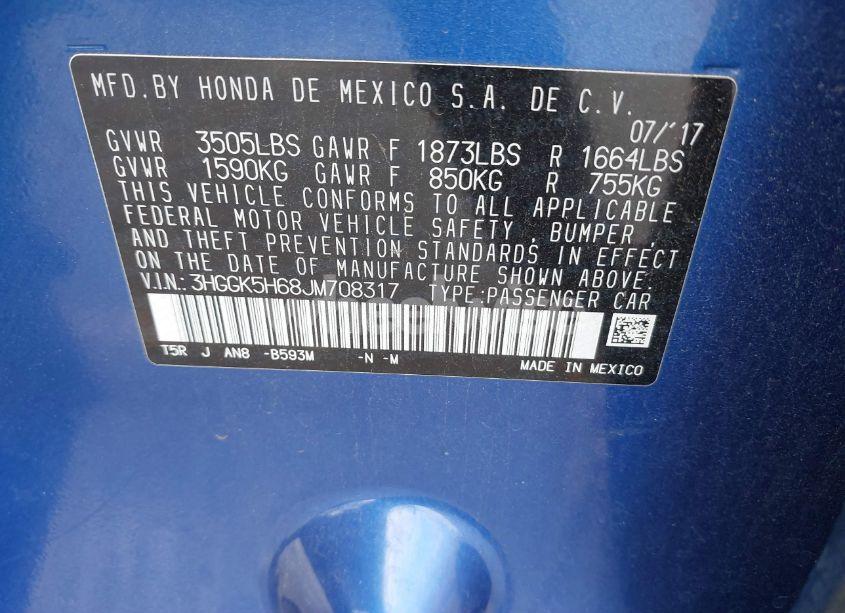 MFD.BY HONDA DE MEXICO S.A. DE C.V.
07/'17
GVWR 3505LBS GAWR F 1873LBS R 1664LBS
GVWR 1590KG GAWR F 850KG R 755KG
THIS VEHICLE CONFORMS TO ALL APPLICABLE
FEDERAL MOTOR VEHICLE SAFETY, BUMPER,
AND THEFT PREVENTION STANDARDS IN EFFECT
ON THE DATE OF MANUFACTURE SHOWN ABOVE.
V.I.N.: 3HGGK5H68JM708317 TYPE:PASSENGER CAR
T5R J AN8 -B593M -N -M
MADE IN MEXICO